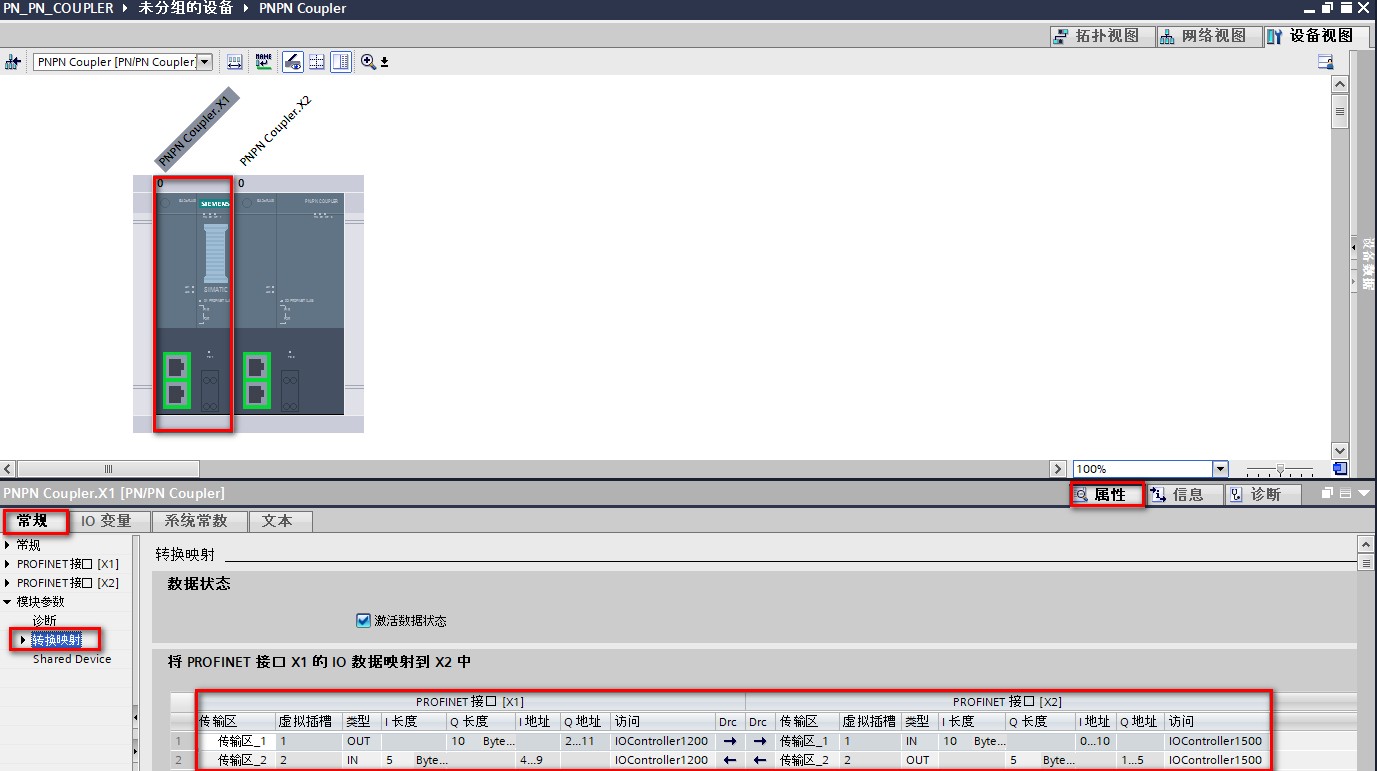 PN_PN_COUPLER ▸ 未分组的设备 ▸ PNPN Coupler
拓扑视图 网络视图 设备视图
PNPN Coupler [PN/PN Coupler]
PNPN Coupler.X1
PNPN Coupler.X2
0 0
SIEMENS
PN/PN COUPLER
SIMATIC
设备数据
100%
PNPN Coupler.X1 [PN/PN Coupler]
属性 信息 诊断
常规 IO 变量 系统常数 文本
常规
PROFINET接口 [X1]
PROFINET接口 [X2]
模块参数
诊断
转换映射
Shared Device
转换映射
数据状态
激活数据状态
将 PROFINET 接口 X1 的 IO 数据映射到 X2 中
PROFINET 接口 [X1] PROFINET 接口 [X2]
传输区 虚拟插槽 类型 I 长度 Q 长度 I 地址 Q 地址 访问 Drc Drc 传输区 虚拟插槽 类型 I 长度 Q 长度 I 地址 Q 地址 访问
1 传输区_1 1 OUT 10 Byte... 2...11 IOController1200 → → 传输区_1 1 IN 10 Byte... 0...10 IOController1500
2 传输区_2 2 IN 5 Byte... 4...9 IOController1200 ← ← 传输区_2 2 OUT 5 Byte... 1...5 IOController1500